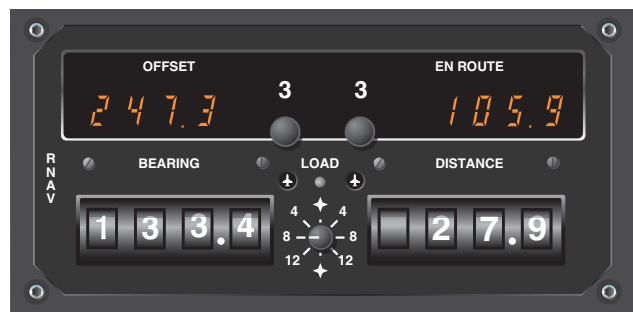 OFFSET EN ROUTE
247.3 3 3 105.9
RNAV
BEARING LOAD DISTANCE
4 4
133.4 8 8 27.9
12 12